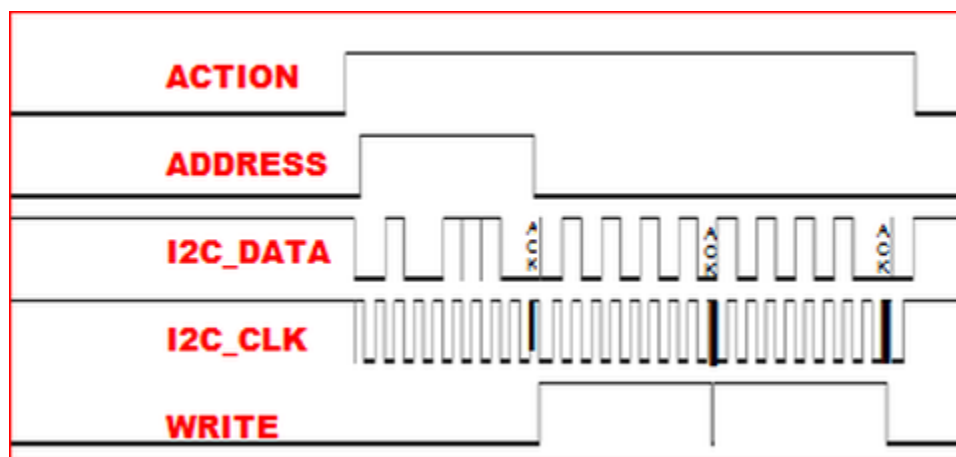 ACTION
ADDRESS
I2C_DATA
ACK
ACK
ACK
I2C_CLK
WRITE